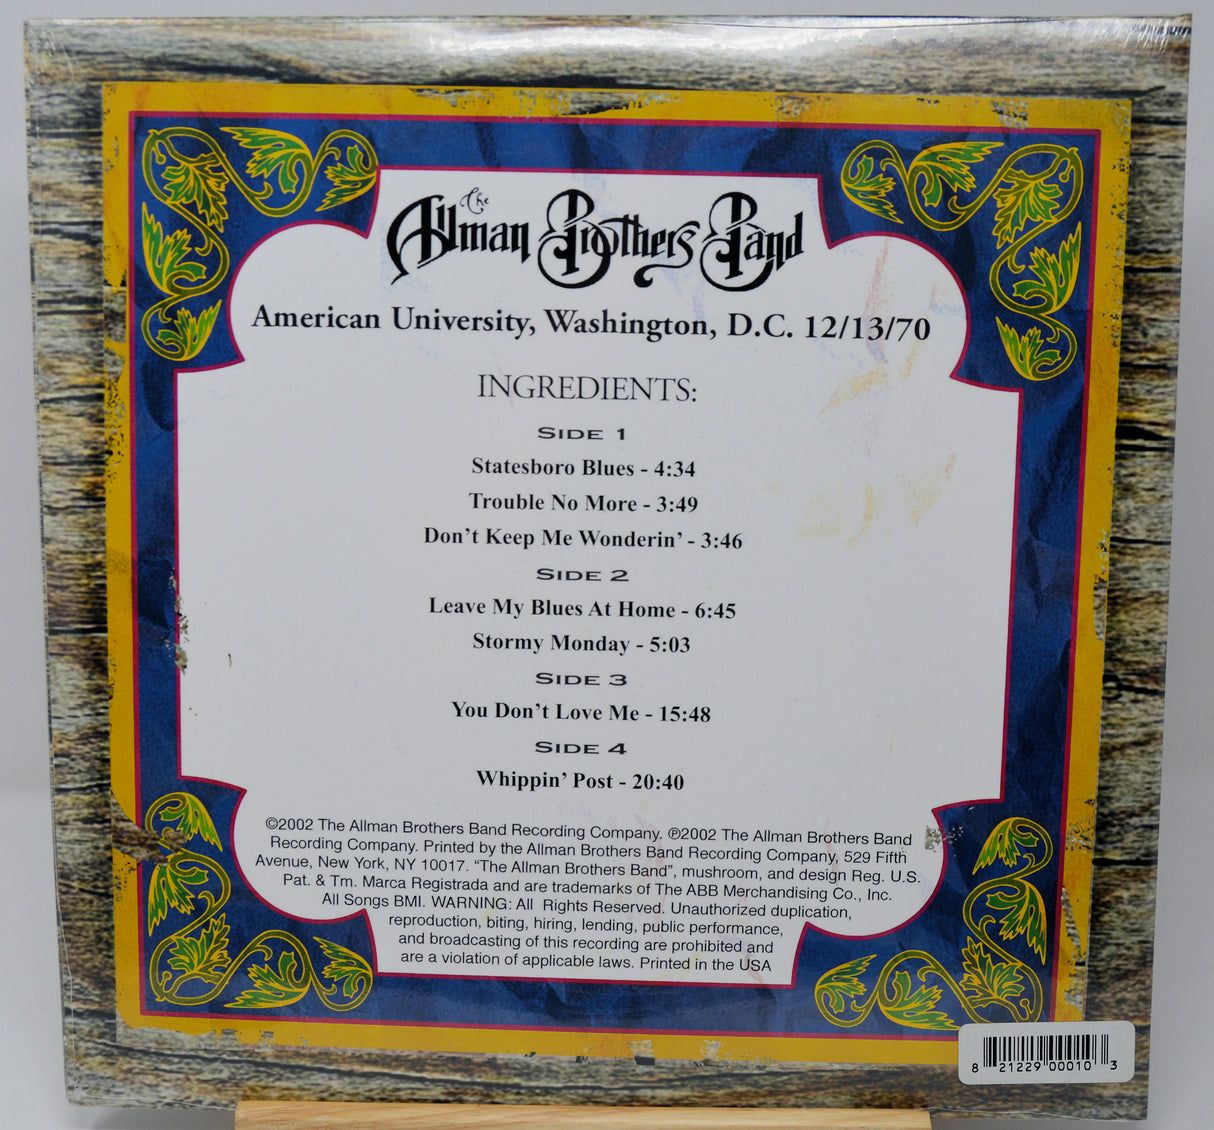 The Allman Brothers Band
American University, Washington, D.C. 12/13/70
INGREDIENTS:
SIDE 1
Statesboro Blues - 4:34
Trouble No More - 3:49
Don't Keep Me Wonderin' - 3:46
SIDE 2
Leave My Blues At Home - 6:45
Stormy Monday - 5:03
SIDE 3
You Don't Love Me - 15:48
SIDE 4
Whippin' Post - 20:40
©2002 The Allman Brothers Band Recording Company. ℗2002 The Allman Brothers Band
Recording Company. Printed by the Allman Brothers Band Recording Company, 529 Fifth
Avenue, New York, NY 10017. "The Allman Brothers Band", mushroom, and design Reg. U.S.
Pat. & Tm. Marca Registrada and are trademarks of The ABB Merchandising Co., Inc.
All Songs BMI. WARNING: All Rights Reserved. Unauthorized duplication,
reproduction, biting, hiring, lending, public performance,
and broadcasting of this recording are prohibited and
are a violation of applicable laws. Printed in the USA
8 21229 00010 3